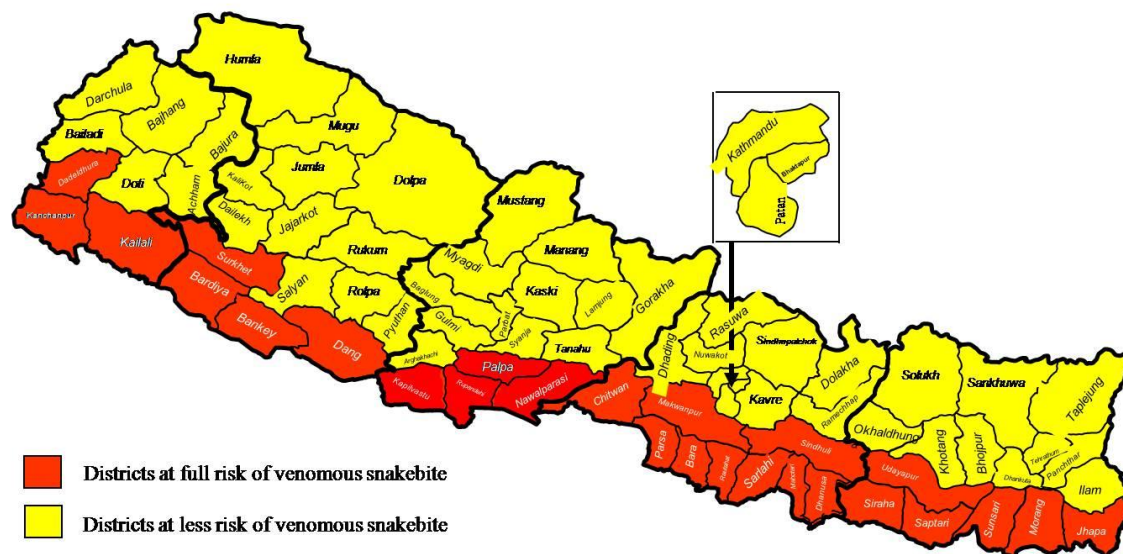 Humla
Darchula
Bajhang
Baitadi
Bajura
Mugu
Dadeldhura
Doti
Achham
KaliKot
Jumla
Dolpa
Kanchanpur
Kailali
Dailekh
Jajarkot
Mustang
Surkhet
Rukum
Myagdi
Manang
Bardiya
Salyan
Rolpa
Baglung
Kaski
Lamjung
Gorakha
Bankey
Dang
Pyuthan
Gulmi
Parbat
Syanja
Tanahu
Arghakhachi
Palpa
Kapilvastu
Rupandehi
Nawalparasi
Chitwan
Dhading
Rasuwa
Nuwakot
Sindhupalchok
Kathmandu
Bhaktapur
Patan
Kavre
Dolakha
Ramechhap
Makwanpur
Sindhuli
Parsa
Bara
Rautahat
Sarlahi
Mahottari
Dhanusa
Solukh
Sankhuwa
Taplejung
Okhaldhung
Khotang
Bhojpur
Tehrathum
Panchthar
Dhankuta
Ilam
Udayapur
Siraha
Saptari
Sunsari
Morang
Jhapa
Districts at full risk of venomous snakebite
Districts at less risk of venomous snakebite